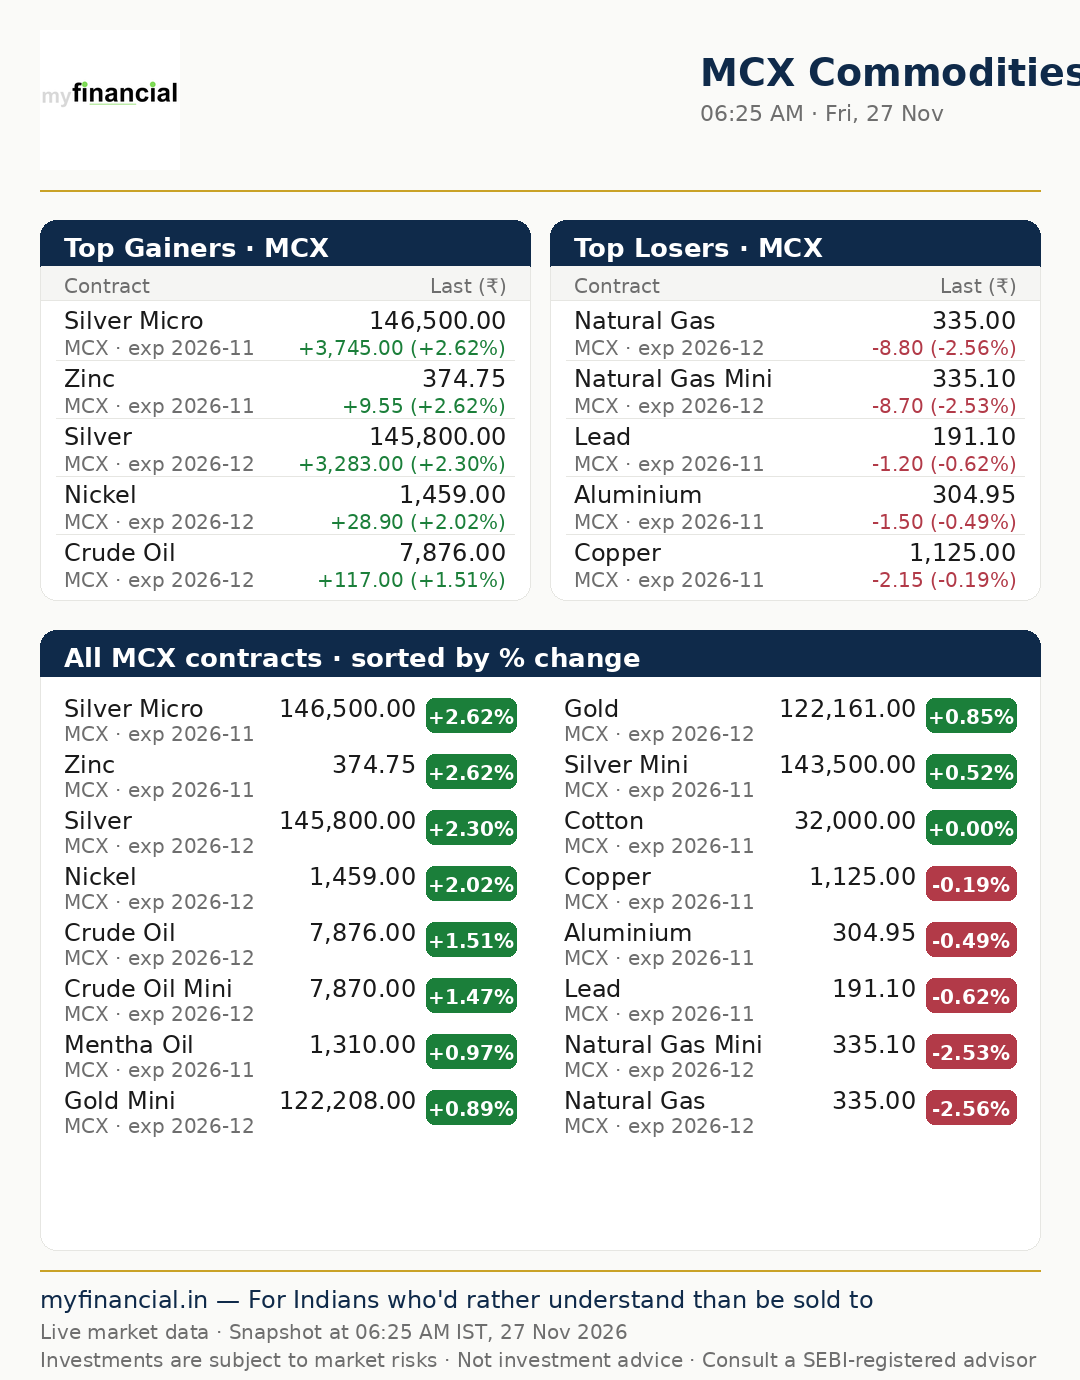 myfinancial
MCX Commodities
06:25 AM · Fri, 27 Nov
Top Gainers · MCX
Contract Last (₹)
Silver Micro 146,500.00
MCX · exp 2026-11 +3,745.00 (+2.62%)
Zinc 374.75
MCX · exp 2026-11 +9.55 (+2.62%)
Silver 145,800.00
MCX · exp 2026-12 +3,283.00 (+2.30%)
Nickel 1,459.00
MCX · exp 2026-12 +28.90 (+2.02%)
Crude Oil 7,876.00
MCX · exp 2026-12 +117.00 (+1.51%)
Top Losers · MCX
Contract Last (₹)
Natural Gas 335.00
MCX · exp 2026-12 -8.80 (-2.56%)
Natural Gas Mini 335.10
MCX · exp 2026-12 -8.70 (-2.53%)
Lead 191.10
MCX · exp 2026-11 -1.20 (-0.62%)
Aluminium 304.95
MCX · exp 2026-11 -1.50 (-0.49%)
Copper 1,125.00
MCX · exp 2026-11 -2.15 (-0.19%)
All MCX contracts · sorted by % change
Silver Micro 146,500.00 +2.62%
MCX · exp 2026-11
Zinc 374.75 +2.62%
MCX · exp 2026-11
Silver 145,800.00 +2.30%
MCX · exp 2026-12
Nickel 1,459.00 +2.02%
MCX · exp 2026-12
Crude Oil 7,876.00 +1.51%
MCX · exp 2026-12
Crude Oil Mini 7,870.00 +1.47%
MCX · exp 2026-12
Mentha Oil 1,310.00 +0.97%
MCX · exp 2026-11
Gold Mini 122,208.00 +0.89%
MCX · exp 2026-12
Gold 122,161.00 +0.85%
MCX · exp 2026-12
Silver Mini 143,500.00 +0.52%
MCX · exp 2026-11
Cotton 32,000.00 +0.00%
MCX · exp 2026-11
Copper 1,125.00 -0.19%
MCX · exp 2026-11
Aluminium 304.95 -0.49%
MCX · exp 2026-11
Lead 191.10 -0.62%
MCX · exp 2026-11
Natural Gas Mini 335.10 -2.53%
MCX · exp 2026-12
Natural Gas 335.00 -2.56%
MCX · exp 2026-12
myfinancial.in — For Indians who'd rather understand than be sold to
Live market data · Snapshot at 06:25 AM IST, 27 Nov 2026
Investments are subject to market risks · Not investment advice · Consult a SEBI-registered advisor